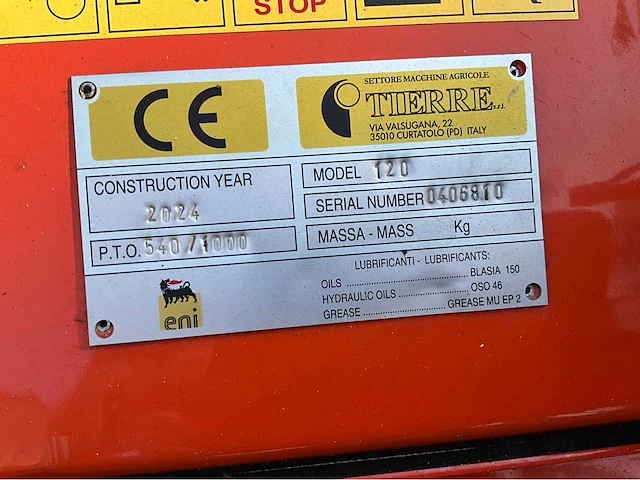 STOP
CE
SETTORE MACCHINE AGRICOLE
TIERRE s.r.l.
VIA VALSUGANA, 22
35010 CURTATOLO (PD) ITALY
CONSTRUCTION YEAR
2024
P.T.O. 540/1000
MODEL 120
SERIAL NUMBER 0406810
MASSA - MASS Kg
LUBRIFICANTI - LUBRIFICANTS:
OILS ........ BLASIA 150
HYDRAULIC OILS ........ OSO 46
GREASE ........ GREASE MU EP 2
eni